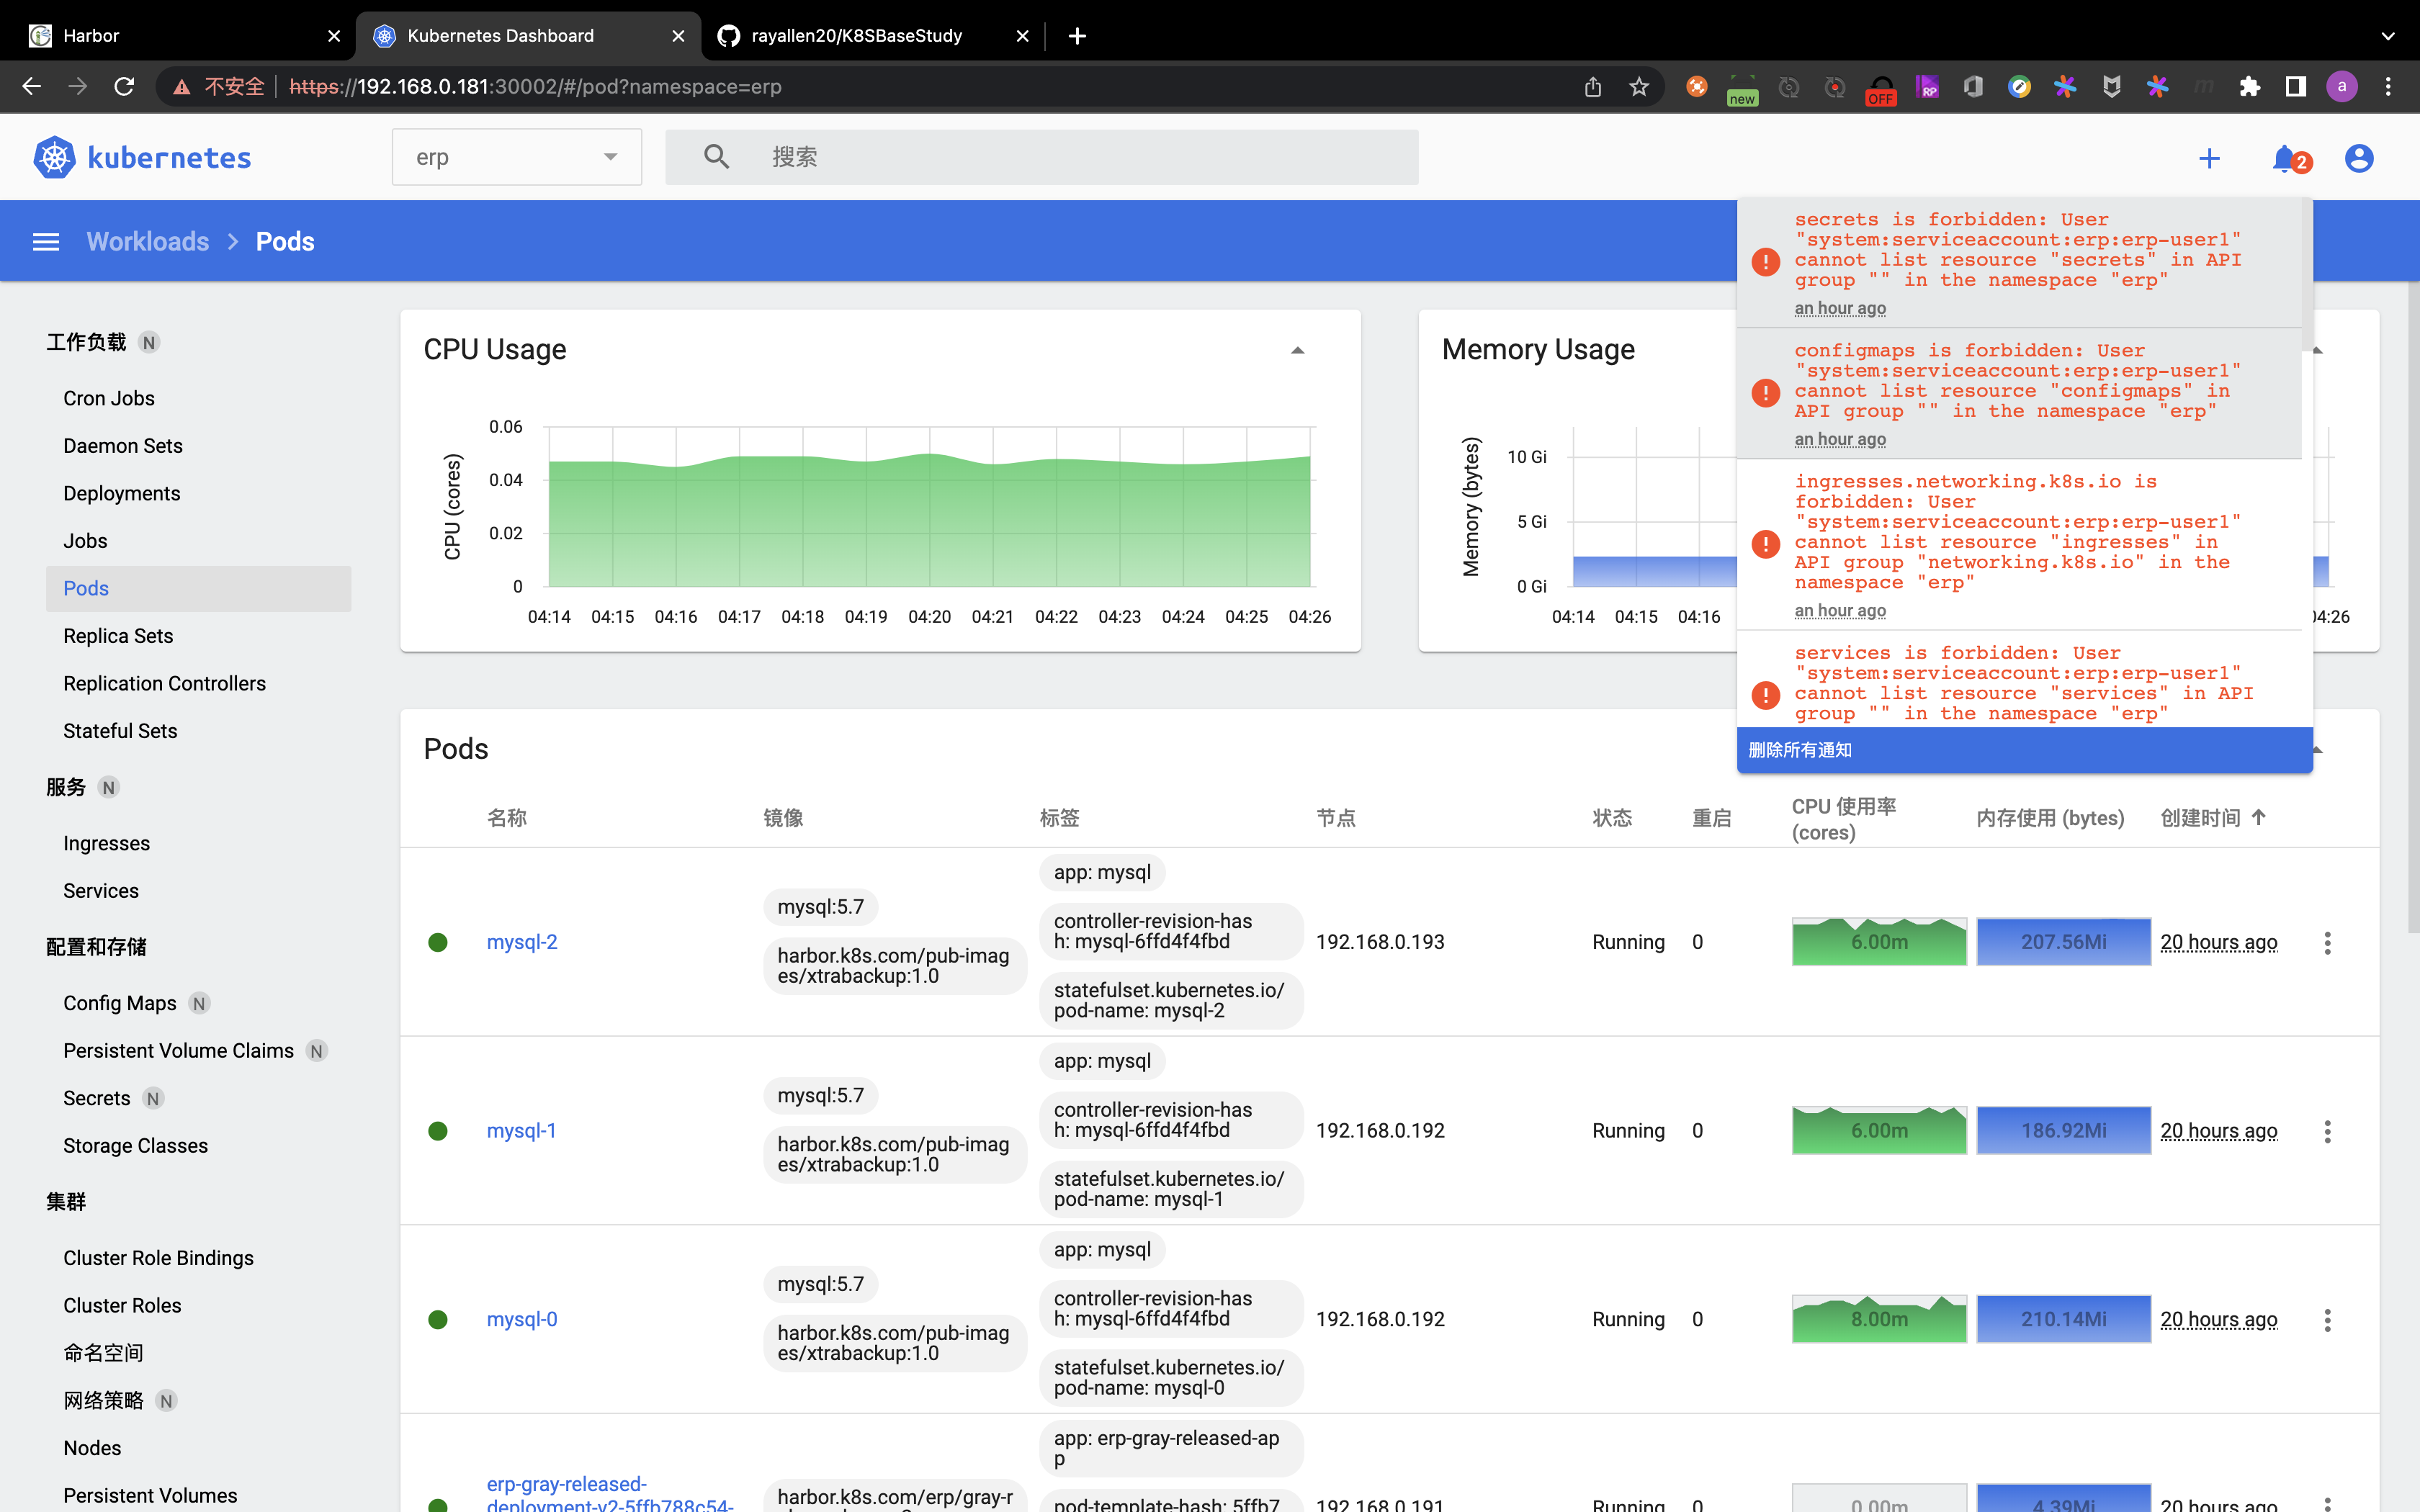 Harbor
Kubernetes Dashboard
rayallen20/K8SBaseStudy
不安全
https://192.168.0.181:30002/#/pod?namespace=erp
new
OFF
RP
a
kubernetes
erp
搜索
2
Workloads > Pods
secrets is forbidden: User
"system:serviceaccount:erp:erp-user1"
cannot list resource "secrets" in API
group "" in the namespace "erp"
an hour ago
configmaps is forbidden: User
"system:serviceaccount:erp:erp-user1"
cannot list resource "configmaps" in
API group "" in the namespace "erp"
an hour ago
ingresses.networking.k8s.io is
forbidden: User
"system:serviceaccount:erp:erp-user1"
cannot list resource "ingresses" in
API group "networking.k8s.io" in the
namespace "erp"
an hour ago
services is forbidden: User
"system:serviceaccount:erp:erp-user1"
cannot list resource "services" in API
group "" in the namespace "erp"
删除所有通知
工作负载 N
Cron Jobs
Daemon Sets
Deployments
Jobs
Pods
Replica Sets
Replication Controllers
Stateful Sets
服务 N
Ingresses
Services
配置和存储
Config Maps N
Persistent Volume Claims N
Secrets N
Storage Classes
集群
Cluster Role Bindings
Cluster Roles
命名空间
网络策略 N
Nodes
Persistent Volumes
CPU Usage
CPU (cores)
0.06
0.04
0.02
0
04:14 04:15 04:16 04:17 04:18 04:19 04:20 04:21 04:22 04:23 04:24 04:25 04:26
Memory Usage
Memory (bytes)
10 Gi
5 Gi
0 Gi
04:14 04:15 04:16
04:26
Pods
名称 镜像 标签 节点 状态 重启 CPU 使用率 (cores) 内存使用 (bytes) 创建时间
mysql-2
mysql:5.7
harbor.k8s.com/pub-imag
es/xtrabackup:1.0
app: mysql
controller-revision-has
h: mysql-6ffd4f4fbd
statefulset.kubernetes.io/
pod-name: mysql-2
192.168.0.193
Running
0
6.00m
207.56Mi
20 hours ago
mysql-1
mysql:5.7
harbor.k8s.com/pub-imag
es/xtrabackup:1.0
app: mysql
controller-revision-has
h: mysql-6ffd4f4fbd
statefulset.kubernetes.io/
pod-name: mysql-1
192.168.0.192
Running
0
6.00m
186.92Mi
20 hours ago
mysql-0
mysql:5.7
harbor.k8s.com/pub-imag
es/xtrabackup:1.0
app: mysql
controller-revision-has
h: mysql-6ffd4f4fbd
statefulset.kubernetes.io/
pod-name: mysql-0
192.168.0.192
Running
0
8.00m
210.14Mi
20 hours ago
erp-gray-released-
deployment-v2-5ffb788c54-
harbor.k8s.com/erp/gray-r
app: erp-gray-released-ap
p
pod-template-hash: 5ffb7
192.168.0.191
Running
0
0.00m
4.39Mi
20 hours ago